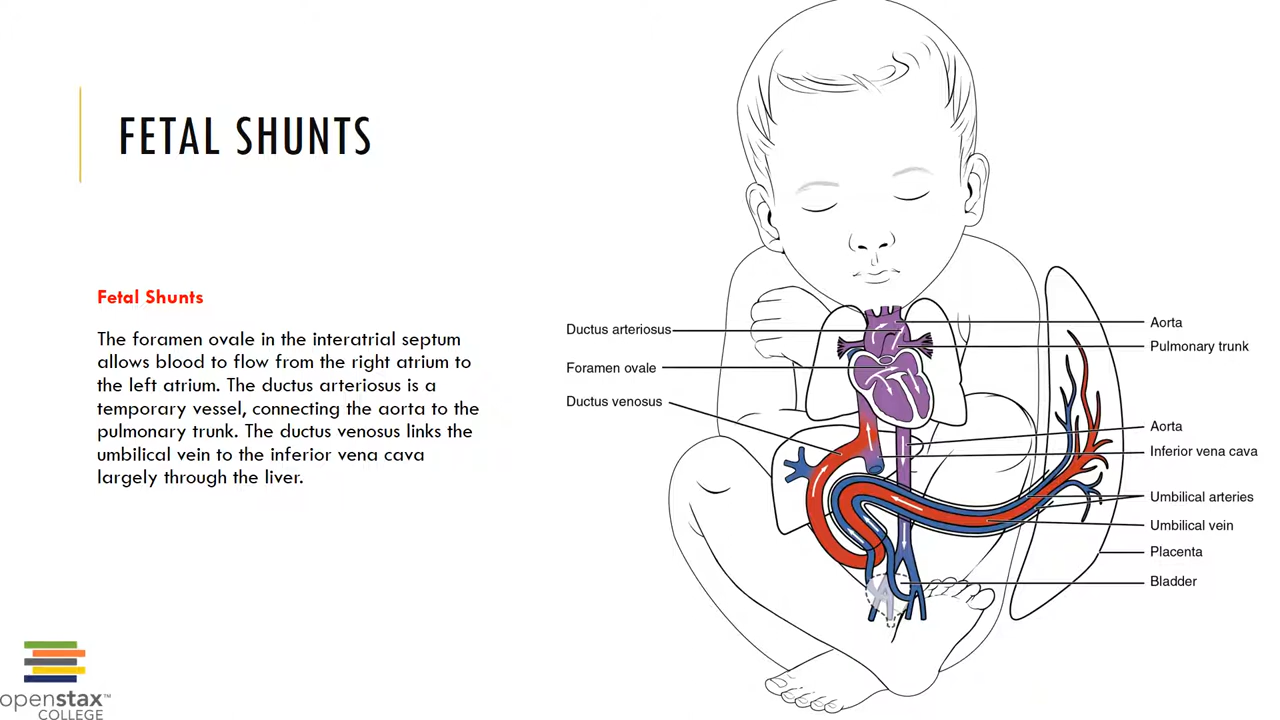 FETAL SHUNTS
Fetal Shunts
The foramen ovale in the interatrial septum
allows blood to flow from the right atrium to
the left atrium. The ductus arteriosus is a
temporary vessel, connecting the aorta to the
pulmonary trunk. The ductus venosus links the
umbilical vein to the inferior vena cava
largely through the liver.
Ductus arteriosus
Foramen ovale
Ductus venosus
Aorta
Pulmonary trunk
Aorta
Inferior vena cava
Umbilical arteries
Umbilical vein
Placenta
Bladder
openstax™
COLLEGE